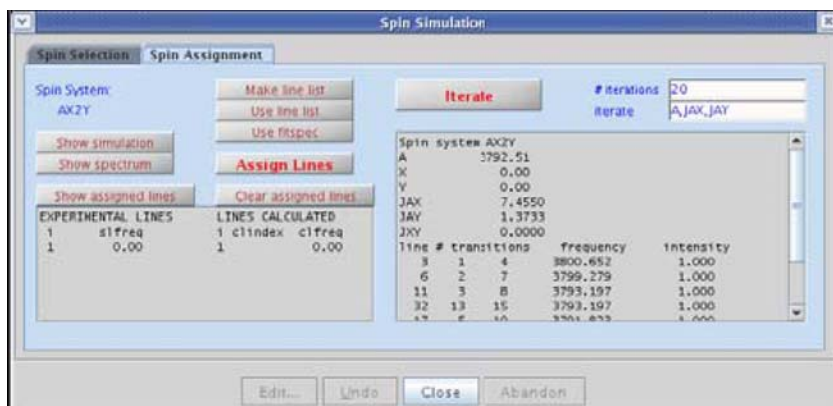 Spin Simulation
Spin Selection
Spin Assignment
Spin System:
AX2Y
Make line list
Use line list
Use fitspec
Show simulation
Show spectrum
Assign Lines
Show assigned lines
Clear assigned lines
EXPERIMENTAL LINES
i slfreq
1 0.00
LINES CALCULATED
i clindex clfreq
1 0.00
Iterate
# iterations 20
iterate A,JAX,JAY
Spin system AX2Y
A 3792.51
X 0.00
Y 0.00
JAX 7.4550
JAY 1.3733
JXY 0.0000
line # transitions frequency intensity
3 1 4 3800.652 1.000
6 2 7 3799.279 1.000
11 3 8 3793.197 1.000
32 13 15 3793.197 1.000
Edit...
Undo
Close
Abandon